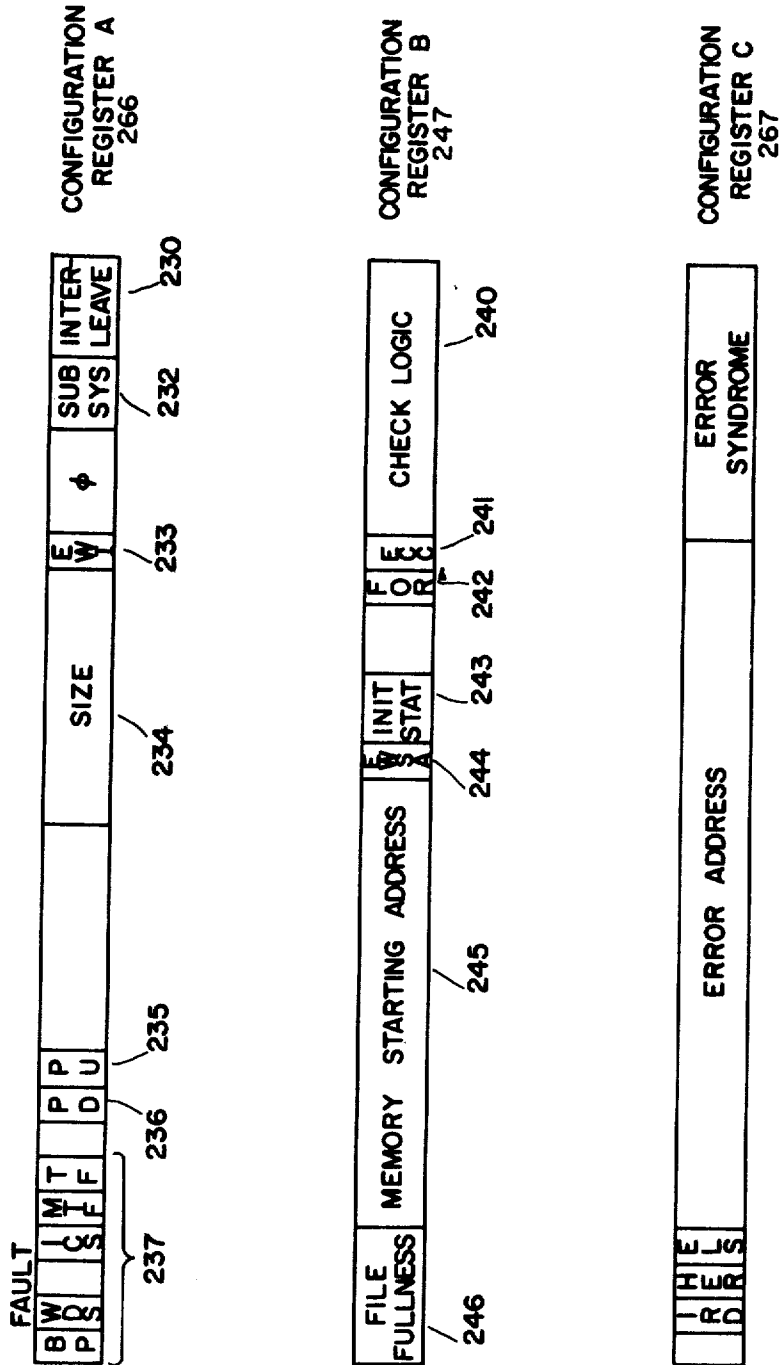 FAULT
B P
W D S
I C S
M T F
T F
P D
P U
SIZE
E W I
φ
SUB SYS
INTER- LEAVE
237
236
235
234
233
232
230
CONFIGURATION
REGISTER A
266
FILE
FULLNESS
MEMORY STARTING ADDRESS
E W S A
INIT
STAT
F O R
E C C
CHECK LOGIC
246
245
244
243
242
241
240
CONFIGURATION
REGISTER B
247
I R D
H E R
E L S
ERROR ADDRESS
ERROR
SYNDROME
CONFIGURATION
REGISTER C
267